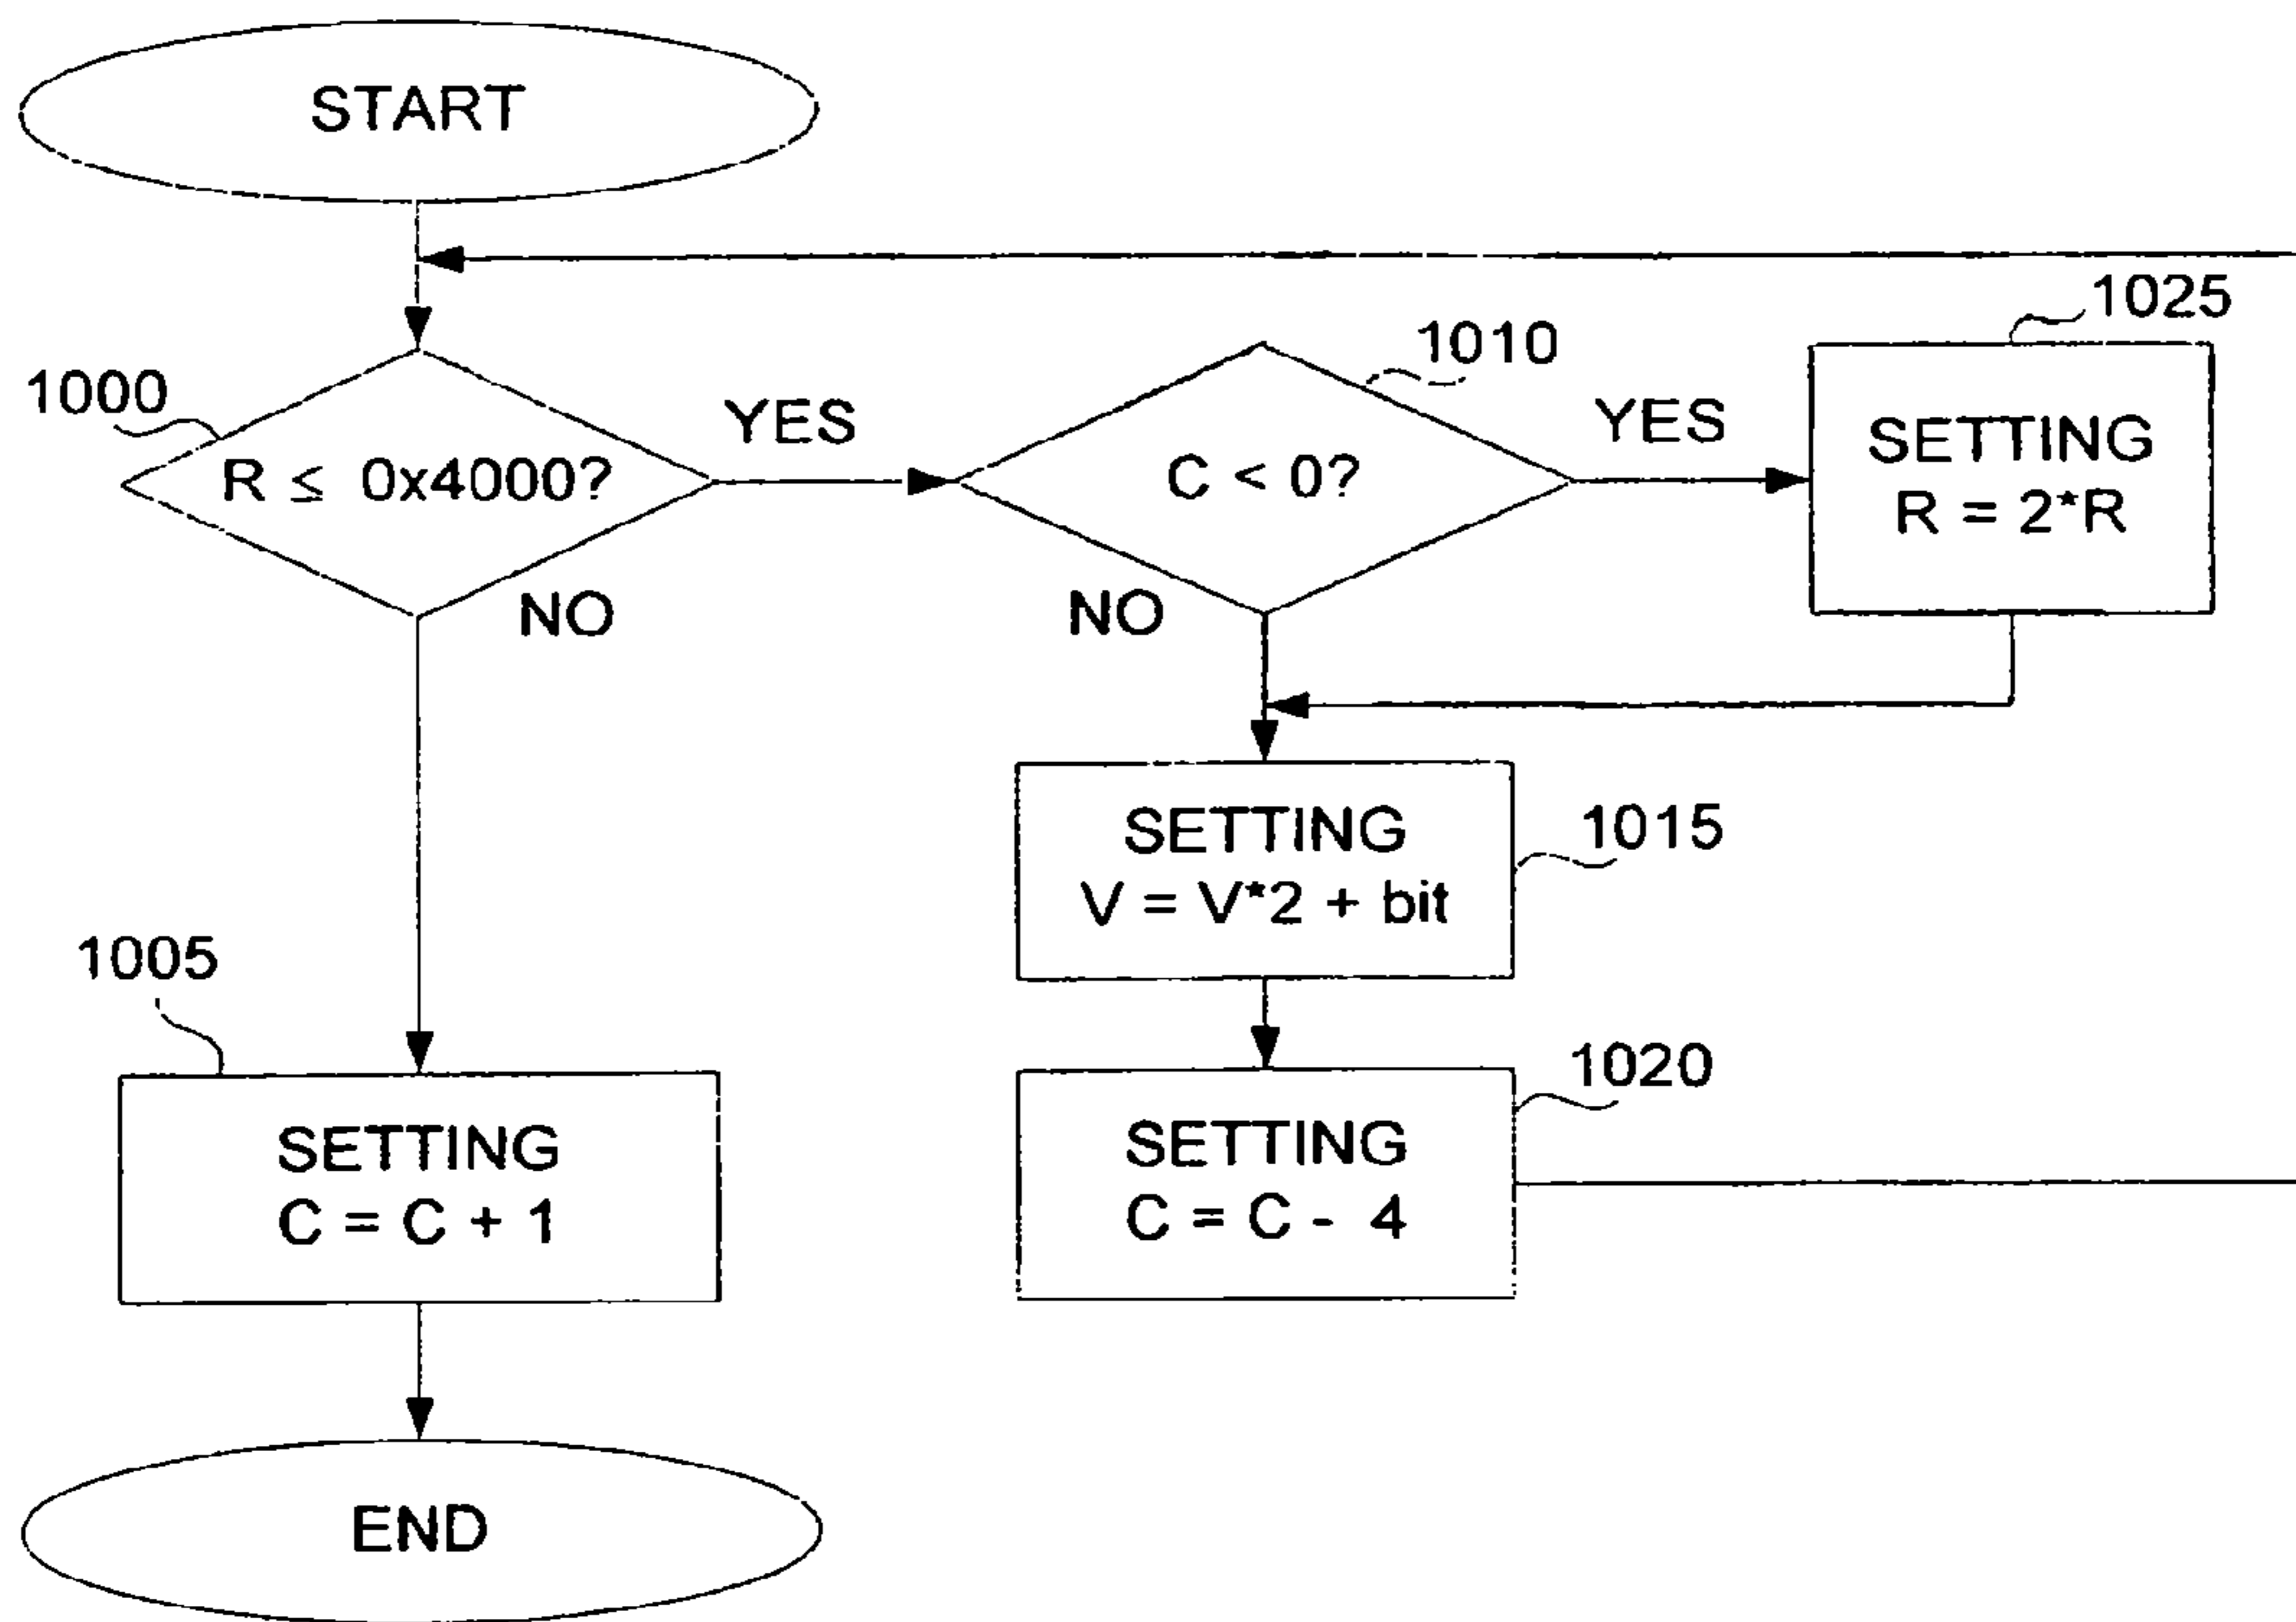 START
1025
1010
1000
YES
YES
R ≤ 0x4000?
C < 0?
SETTING
R = 2*R
NO
NO
SETTING
V = V*2 + bit
1015
1005
1020
SETTING
C = C + 1
SETTING
C = C - 4
END